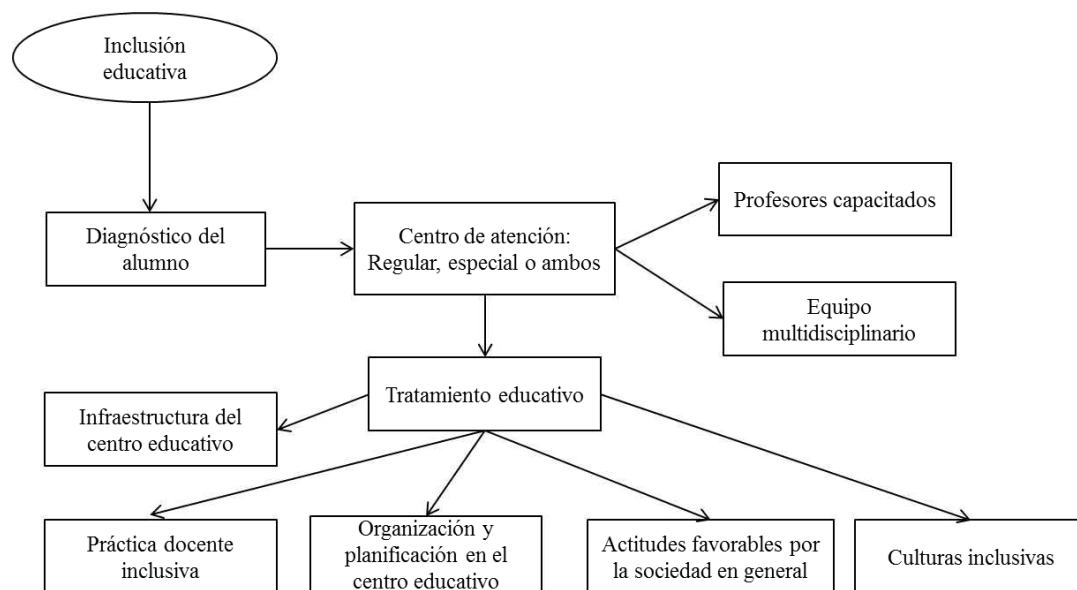 Inclusión
educativa
Profesores capacitados
Diagnóstico del
alumno
Centro de atención:
Regular, especial o ambos
Equipo
multidisciplinario
Tratamiento educativo
Infraestructura del
centro educativo
Práctica docente
inclusiva
Organización y
planificación en el
centro educativo
Actitudes favorables por
la sociedad en general
Culturas inclusivas